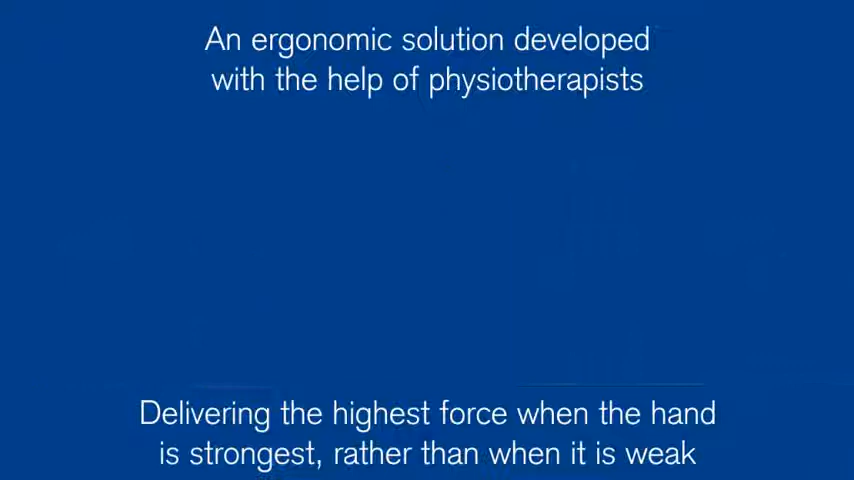 An ergonomic solution developed
with the help of physiotherapists
Delivering the highest force when the hand
is strongest, rather than when it is weak